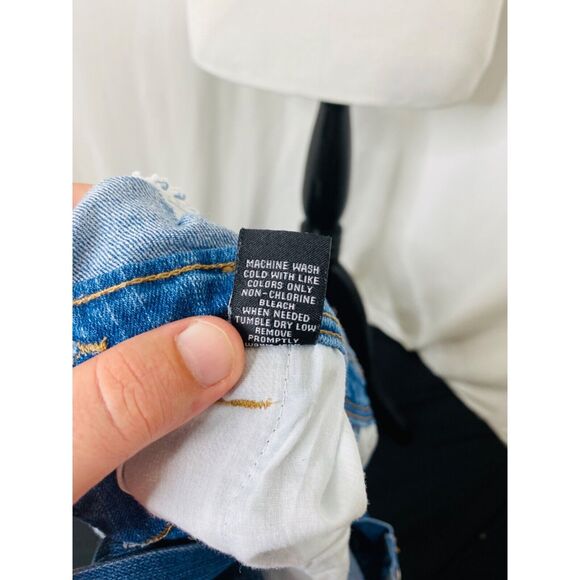 MACHINE WASH
COLD WITH LIKE
COLORS ONLY
NON-CHLORINE
BLEACH
WHEN NEEDED
TUMBLE DRY LOW
REMOVE
PROMPTLY